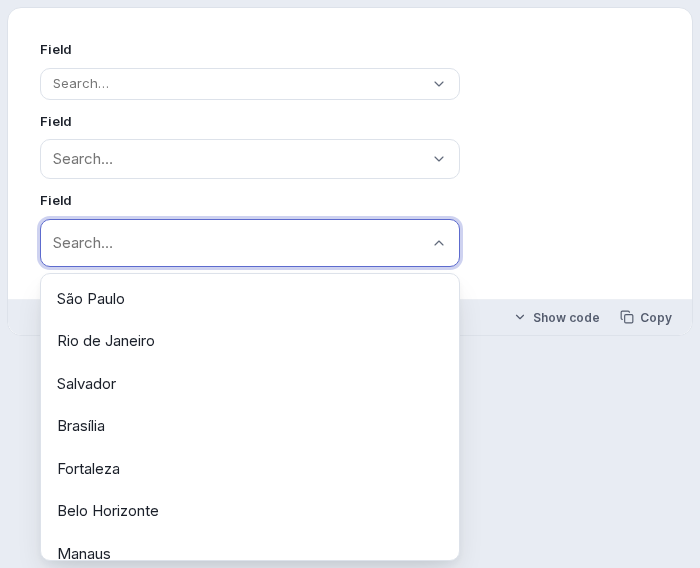 Field
Search...
Field
Search...
Field
Search...
São Paulo
Show code Copy
Rio de Janeiro
Salvador
Brasília
Fortaleza
Belo Horizonte
Manaus